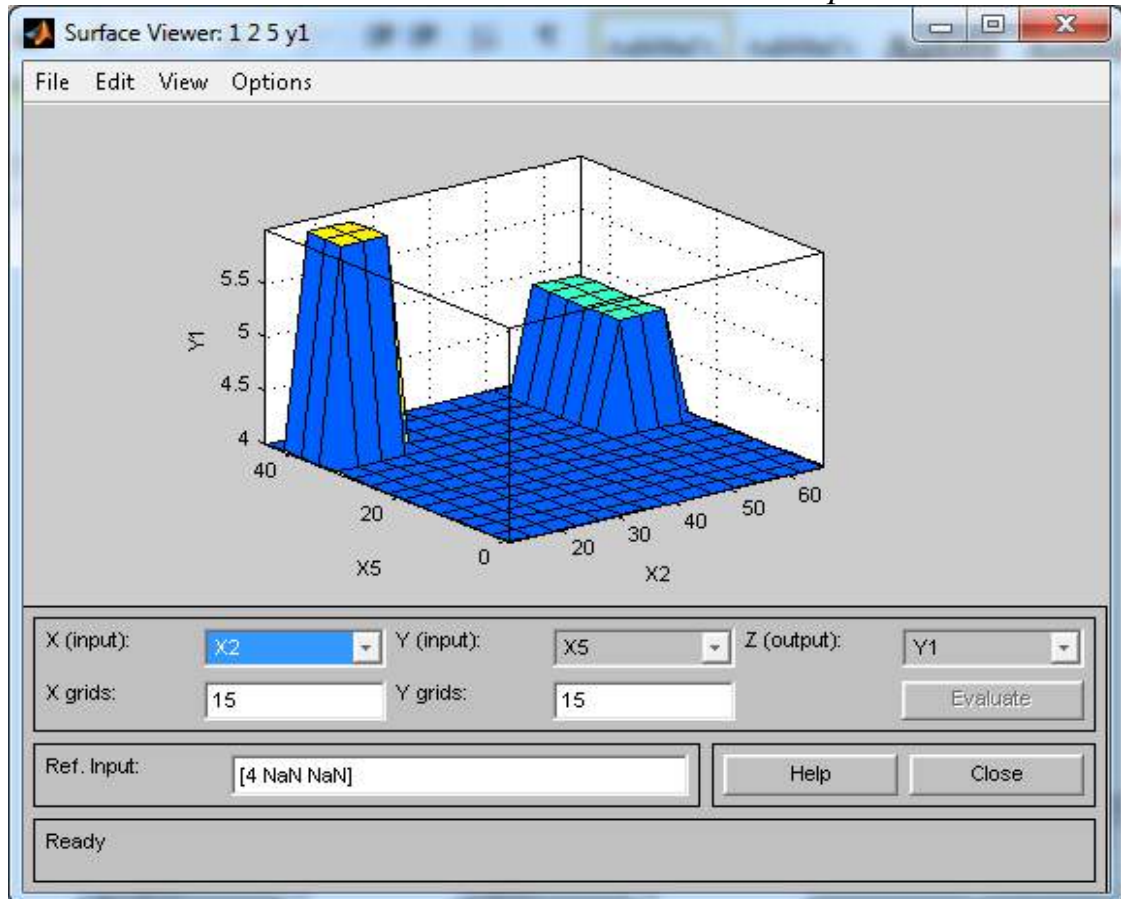 Surface Viewer: 1 2 5 y1
File Edit View Options
5.5
5
4.5
4
Y1
40
20
0
X5
20
30
40
50
60
X2
X (input): X2 Y (input): X5 Z (output): Y1
X grids: 15 Y grids: 15 Evaluate
Ref. Input: [4 NaN NaN] Help Close
Ready